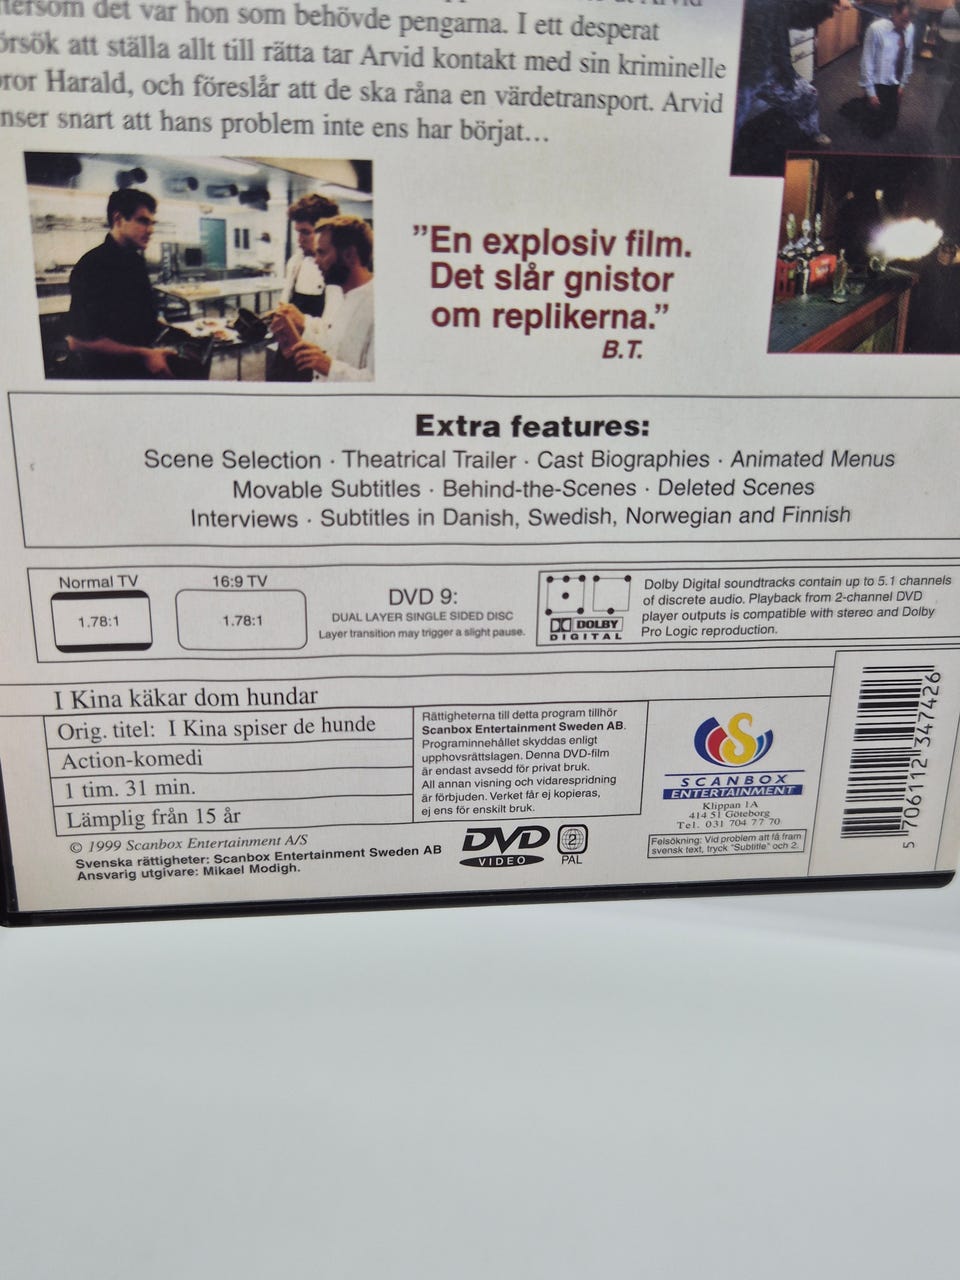 det var hon som behövde pengarna. I ett desperat
att ställa allt till rätta tar Arvid kontakt med sin kriminelle
Harald, och föreslår att de ska råna en värdetransport. Arvid
snart att hans problem inte ens har börjat...
"En explosiv film.
Det slår gnistor
om replikerna."
B.T.
Extra features:
Scene Selection · Theatrical Trailer · Cast Biographies · Animated Menus
Movable Subtitles · Behind-the-Scenes · Deleted Scenes
Interviews · Subtitles in Danish, Swedish, Norwegian and Finnish
Normal TV
1.78:1
16:9 TV
1.78:1
DVD 9:
DUAL LAYER SINGLE SIDED DISC
Layer transition may trigger a slight pause.
DOLBY
DIGITAL
Dolby Digital soundtracks contain up to 5.1 channels
of discrete audio. Playback from 2-channel DVD
player outputs is compatible with stereo and Dolby
Pro Logic reproduction.
I Kina käkar dom hundar
Orig. titel: I Kina spiser de hunde
Action-komedi
1 tim. 31 min.
Lämplig från 15 år
Rättigheterna till detta program tillhör
Scanbox Entertainment Sweden AB.
Programinnehållet skyddas enligt
upphovsrättslagen. Denna DVD-film
är endast avsedd för privat bruk.
All annan visning och vidarespridning
är förbjuden. Verket får ej kopieras,
ej ens för enskilt bruk.
S
SCANBOX
ENTERTAINMENT
Klippan 1A
414 51 Göteborg
Tel. 031 704 77 70
Felsökning: Vid problem att få fram
svensk text, tryck "Subtitle" och 2.
5 706112 347426
© 1999 Scanbox Entertainment A/S
Svenska rättigheter: Scanbox Entertainment Sweden AB
Ansvarig utgivare: Mikael Modigh.
DVD
VIDEO
2
PAL